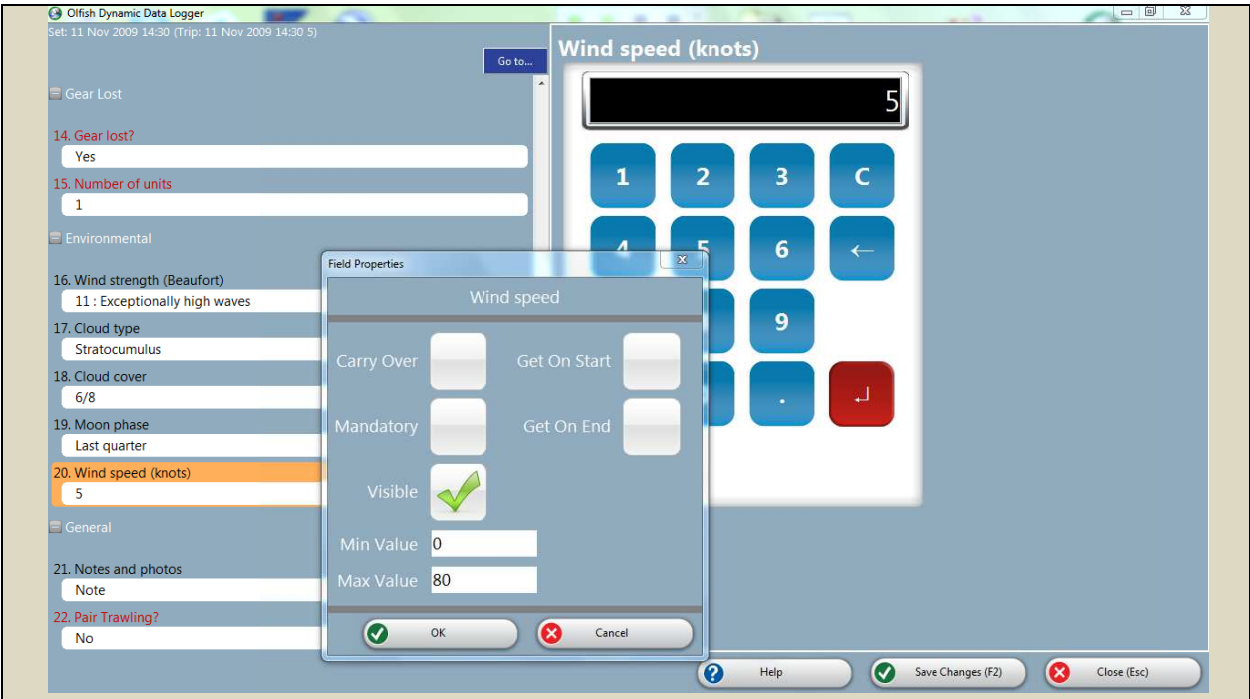 Olfish Dynamic Data Logger
Set: 11 Nov 2009 14:30 (Trip: 11 Nov 2009 14:30 5)
Go to...
Gear Lost
14. Gear lost?
Yes
15. Number of units
1
Environmental
16. Wind strength (Beaufort)
11 : Exceptionally high waves
17. Cloud type
Stratocumulus
18. Cloud cover
6/8
19. Moon phase
Last quarter
20. Wind speed (knots)
5
General
21. Notes and photos
Note
22. Pair Trawling?
No
Wind speed (knots)
5
1 2 3 C
4 5 6 ←
9
.
Field Properties
Wind speed
Carry Over Get On Start
Mandatory Get On End
Visible
Min Value 0
Max Value 80
OK Cancel
Help Save Changes (F2) Close (Esc)